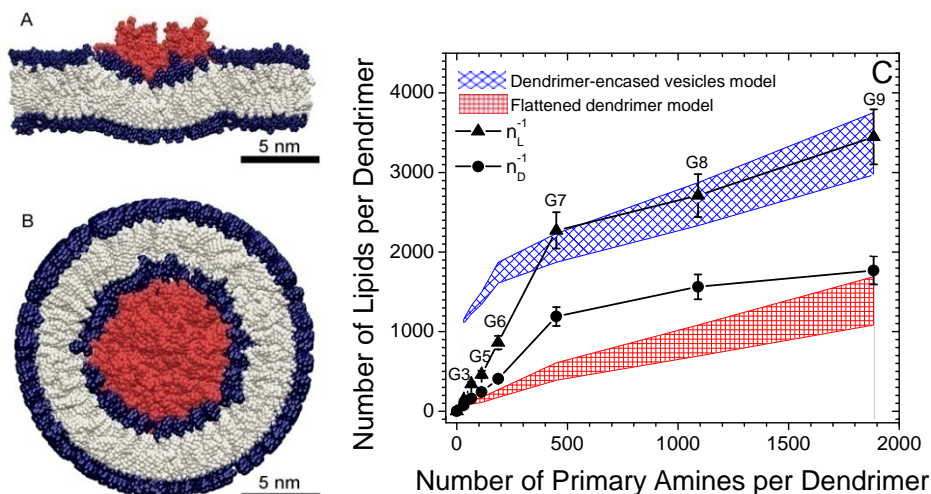 A
5 nm
B
5 nm
Number of Lipids per Dendrimer
4000
3000
2000
1000
0
C
Dendrimer-encased vesicles model
Flattened dendrimer model
n_L^-1
n_D^-1
G3
G5
G6
G7
G8
G9
0 500 1000 1500 2000
Number of Primary Amines per Dendrimer